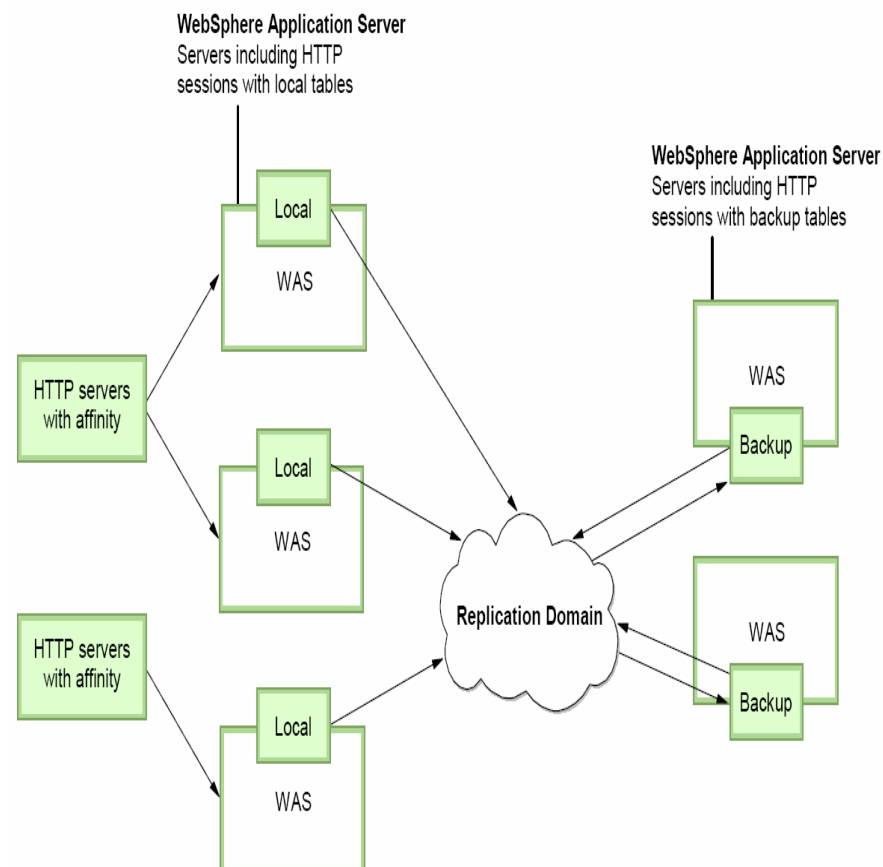 WebSphere Application Server
Servers including HTTP
sessions with local tables
WebSphere Application Server
Servers including HTTP
sessions with backup tables
Local
WAS
HTTP servers
with affinity
WAS
Backup
Local
WAS
Replication Domain
HTTP servers
with affinity
WAS
Backup
Local
WAS